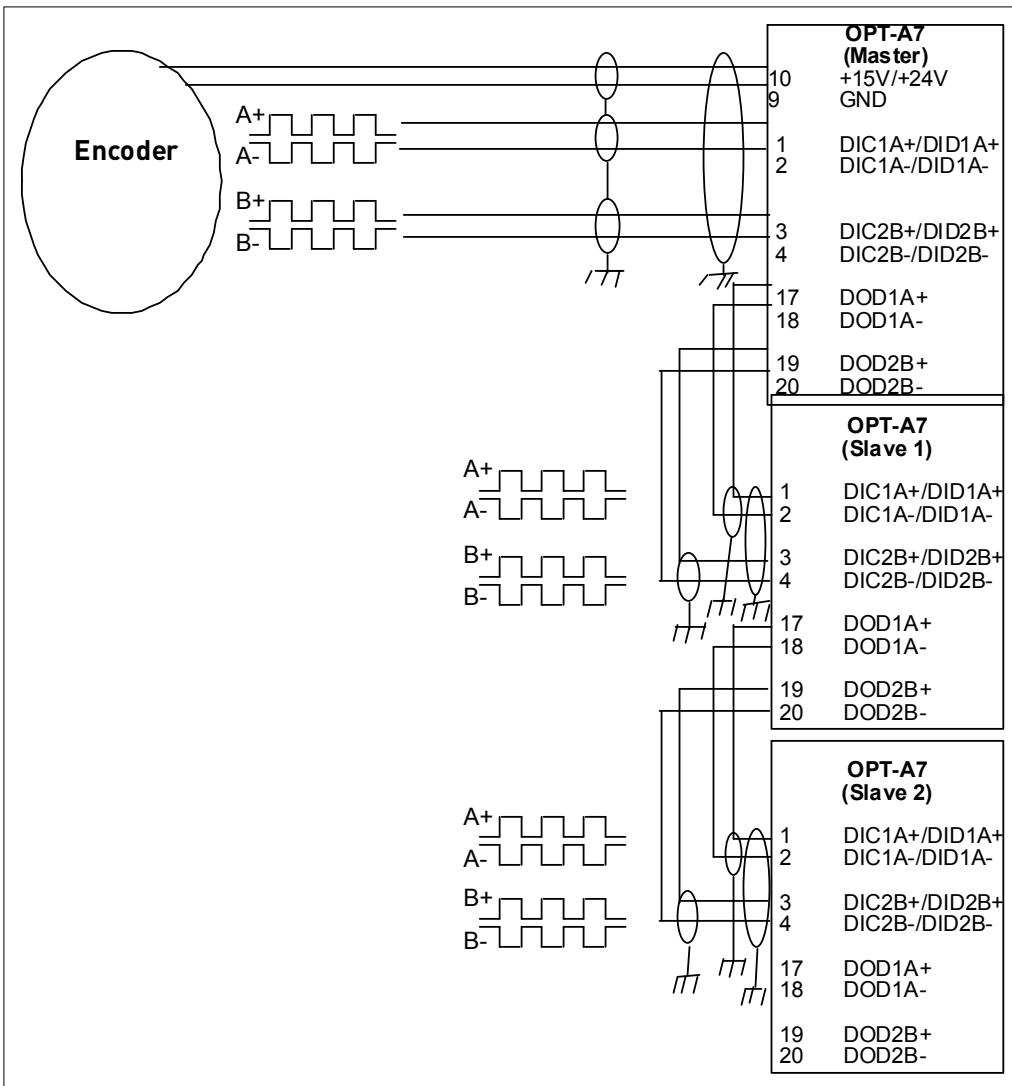 OPT-A7
(Master)
10 +15V/+24V
9 GND
A+
Encoder
A-
1 DIC1A+/DID1A+
2 DIC1A-/DID1A-
B+
B-
3 DIC2B+/DID2B+
4 DIC2B-/DID2B-
17 DOD1A+
18 DOD1A-
19 DOD2B+
20 DOD2B-
OPT-A7
(Slave 1)
A+
A-
1 DIC1A+/DID1A+
2 DIC1A-/DID1A-
B+
B-
3 DIC2B+/DID2B+
4 DIC2B-/DID2B-
17 DOD1A+
18 DOD1A-
19 DOD2B+
20 DOD2B-
OPT-A7
(Slave 2)
A+
A-
1 DIC1A+/DID1A+
2 DIC1A-/DID1A-
B+
B-
3 DIC2B+/DID2B+
4 DIC2B-/DID2B-
17 DOD1A+
18 DOD1A-
19 DOD2B+
20 DOD2B-